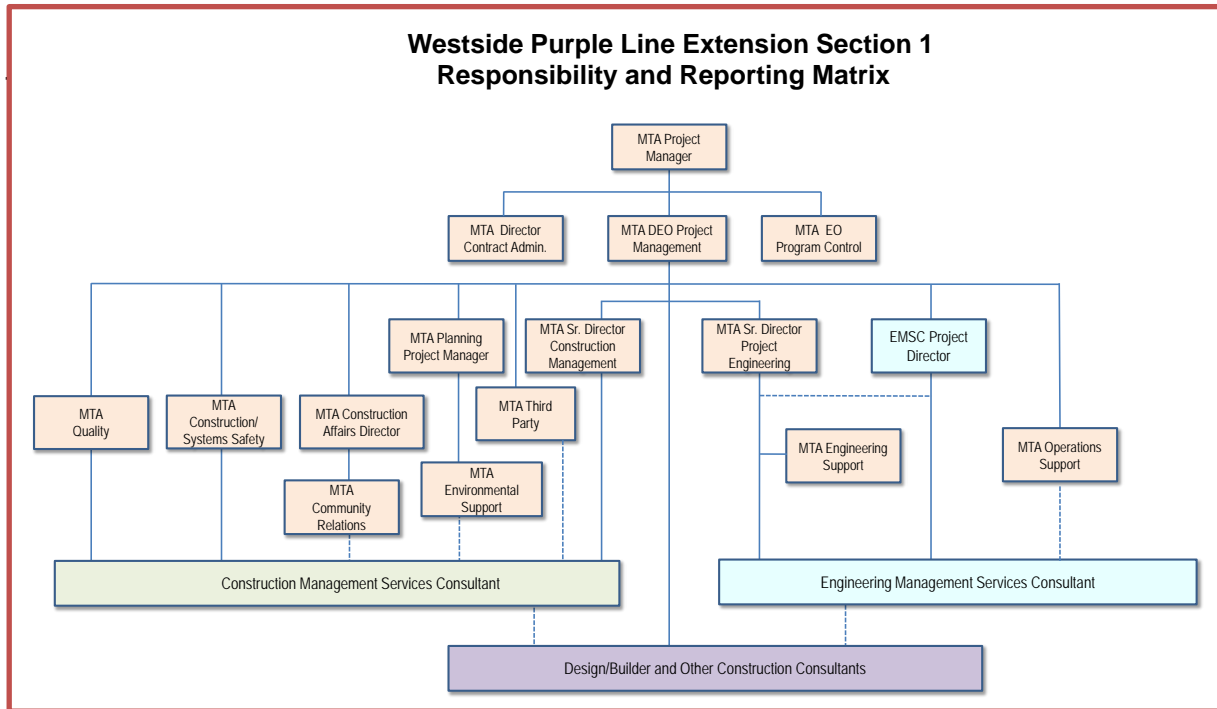 Westside Purple Line Extension Section 1
Responsibility and Reporting Matrix
MTA Project
Manager
MTA Director
Contract Admin.
MTA DEO Project
Management
MTA EO
Program Control
MTA Planning
Project Manager
MTA Sr. Director
Construction
Management
MTA Sr. Director
Project
Engineering
EMSC Project
Director
MTA
Quality
MTA
Construction/
Systems Safety
MTA Construction
Affairs Director
MTA Third
Party
MTA Engineering
Support
MTA Operations
Support
MTA
Community
Relations
MTA
Environmental
Support
Construction Management Services Consultant
Engineering Management Services Consultant
Design/Builder and Other Construction Consultants